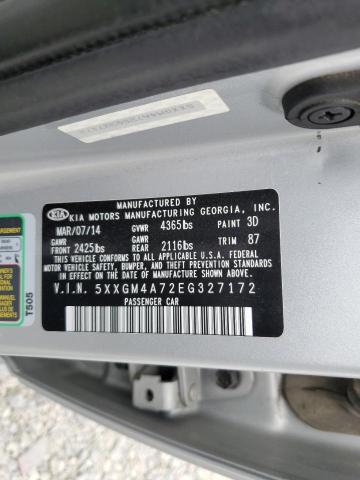 MANUFACTURED BY
KIA KIA MOTORS MANUFACTURING GEORGIA, INC.
MAR/07/14 GVWR 4365lbs PAINT 3D
GAWR FRONT 2425lbs GAWR REAR 2116lbs TRIM 87
THIS VEHICLE CONFORMS TO ALL APPLICABLE U.S.A. FEDERAL
MOTOR VEHICLE SAFETY, BUMPER, AND THEFT PREVENTION
STANDARDS IN EFFECT ON THE DATE OF MANUFACTURE SHOWN ABOVE
V.I.N. 5XXGM4A72EG327172
PASSENGER CAR
T505